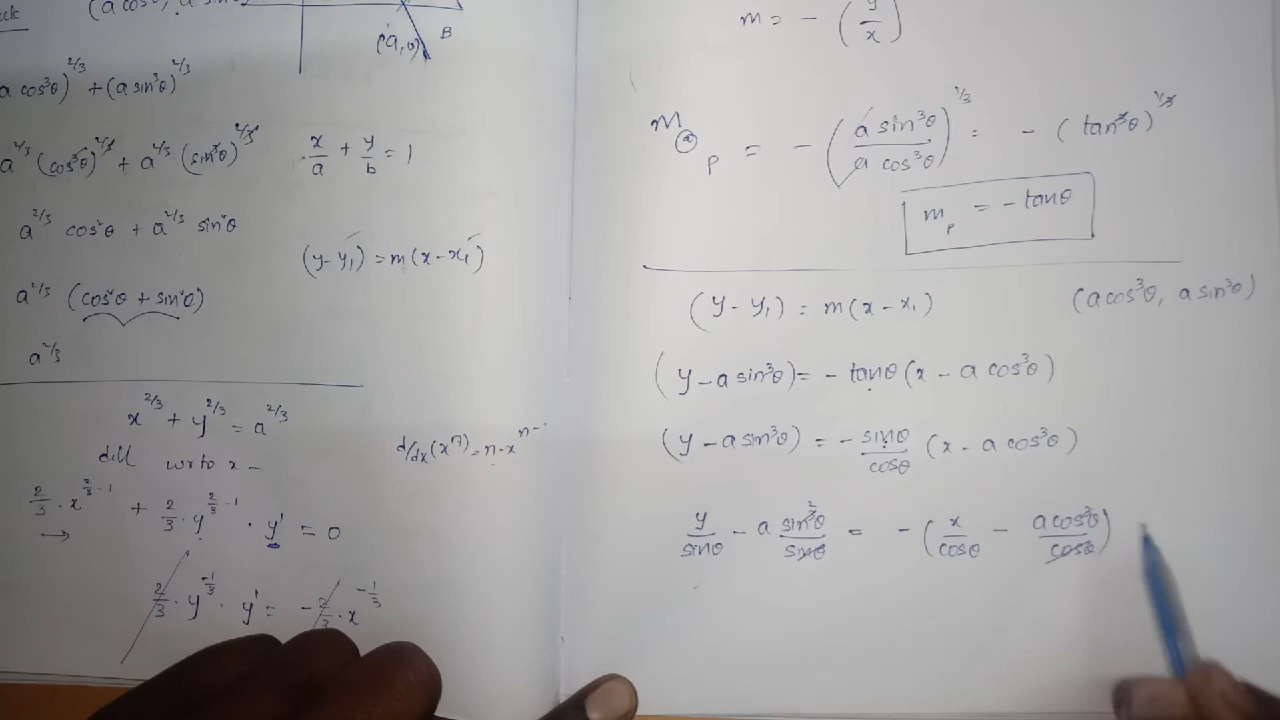 (a cos³θ, a sin
(a,0) B
a cos³θ)^2/3 + (a sin³θ)^2/3
a^2/3 (cos³θ)^2/3 + a^2/3 (sin³θ)^2/3
x/a + y/b = 1
a^2/3 cos²θ + a^2/3 sin²θ
(y-y₁) = m(x-x₁)
a^2/3 (cos²θ + sin²θ)
a^2/3
x^2/3 + y^2/3 = a^2/3
diff wr to x -
d/dx(xⁿ) = n·x^n-1
2/3 · x^2/3-1 + 2/3 · y^2/3-1 · y' = 0
2/3 · y^-1/3 · y' = -2/3 · x^-1/3
m = - (y/x)
m @ p = - (a sin³θ / a cos³θ)^1/3 = - (tan³θ)^1/3
m_p = - tanθ
(y - y₁) = m(x - x₁) (a cos³θ, a sin³θ)
(y - a sin³θ) = - tanθ (x - a cos³θ)
(y - a sin³θ) = - sinθ/cosθ (x - a cos³θ)
y/sinθ - a sin³θ/sinθ = - (x/cosθ - a cos³θ/cosθ)